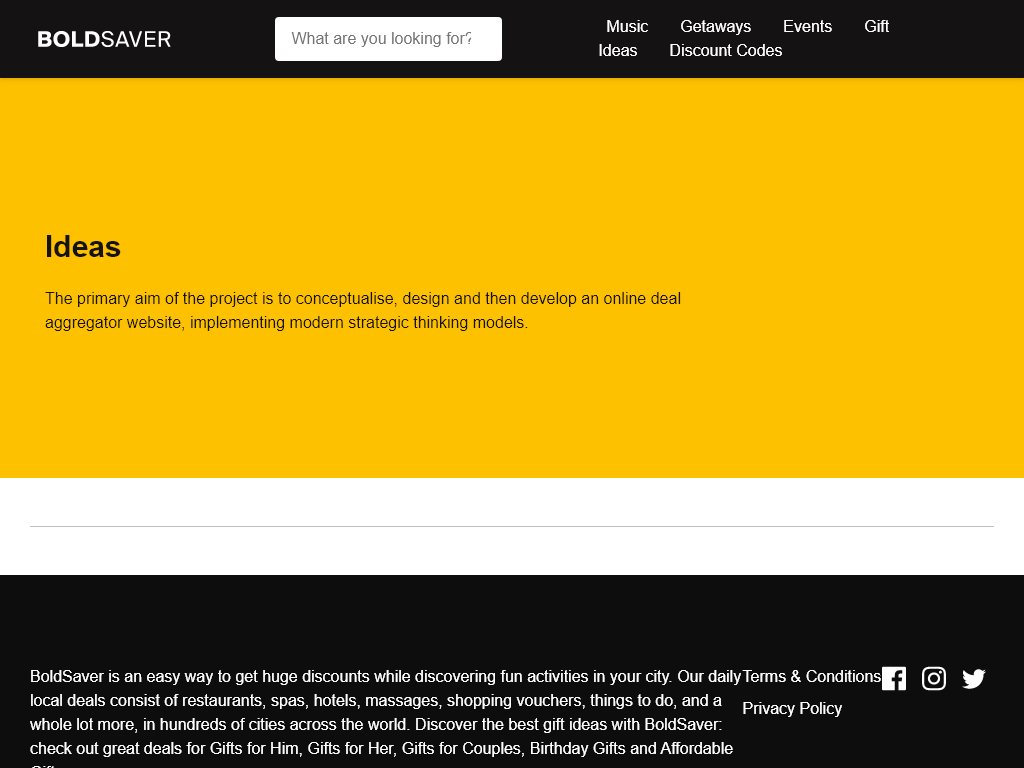 BOLDSAVER
What are you looking for?
Music Getaways Events Gift
Ideas Discount Codes
Ideas
The primary aim of the project is to conceptualise, design and then develop an online deal
aggregator website, implementing modern strategic thinking models.
BoldSaver is an easy way to get huge discounts while discovering fun activities in your city. Our daily
local deals consist of restaurants, spas, hotels, massages, shopping vouchers, things to do, and a
whole lot more, in hundreds of cities across the world. Discover the best gift ideas with BoldSaver:
check out great deals for Gifts for Him, Gifts for Her, Gifts for Couples, Birthday Gifts and Affordable
Terms & Conditions
Privacy Policy